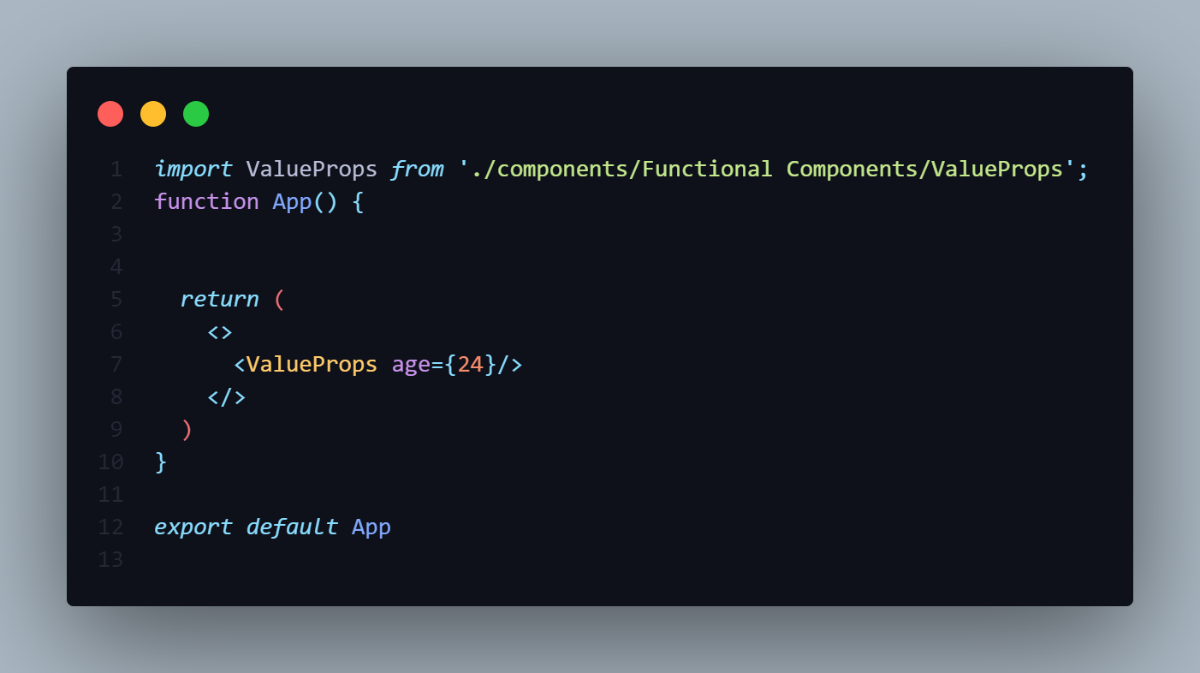 1 import ValueProps from './components/Functional Components/ValueProps';
2 function App() {
3
4
5   return (
6     <>
7       <ValueProps age={24}/>
8     </>
9   )
10 }
11
12 export default App
13